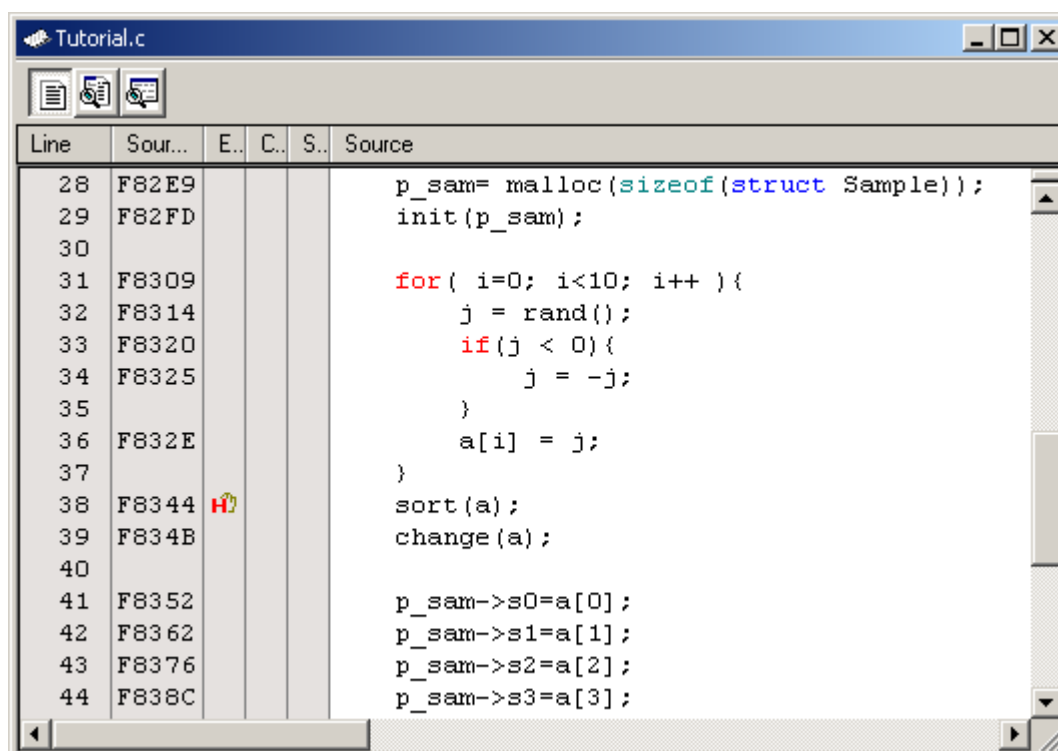 Tutorial.c
Line Sour... E.. C.. S.. Source
28 F82E9 p_sam= malloc(sizeof(struct Sample));
29 F82FD init(p_sam);
30
31 F8309 for( i=0; i<10; i++ ){
32 F8314 j = rand();
33 F8320 if(j < 0){
34 F8325 j = -j;
35 }
36 F832E a[i] = j;
37 }
38 F8344 H sort(a);
39 F834B change(a);
40
41 F8352 p_sam->s0=a[0];
42 F8362 p_sam->s1=a[1];
43 F8376 p_sam->s2=a[2];
44 F838C p_sam->s3=a[3];